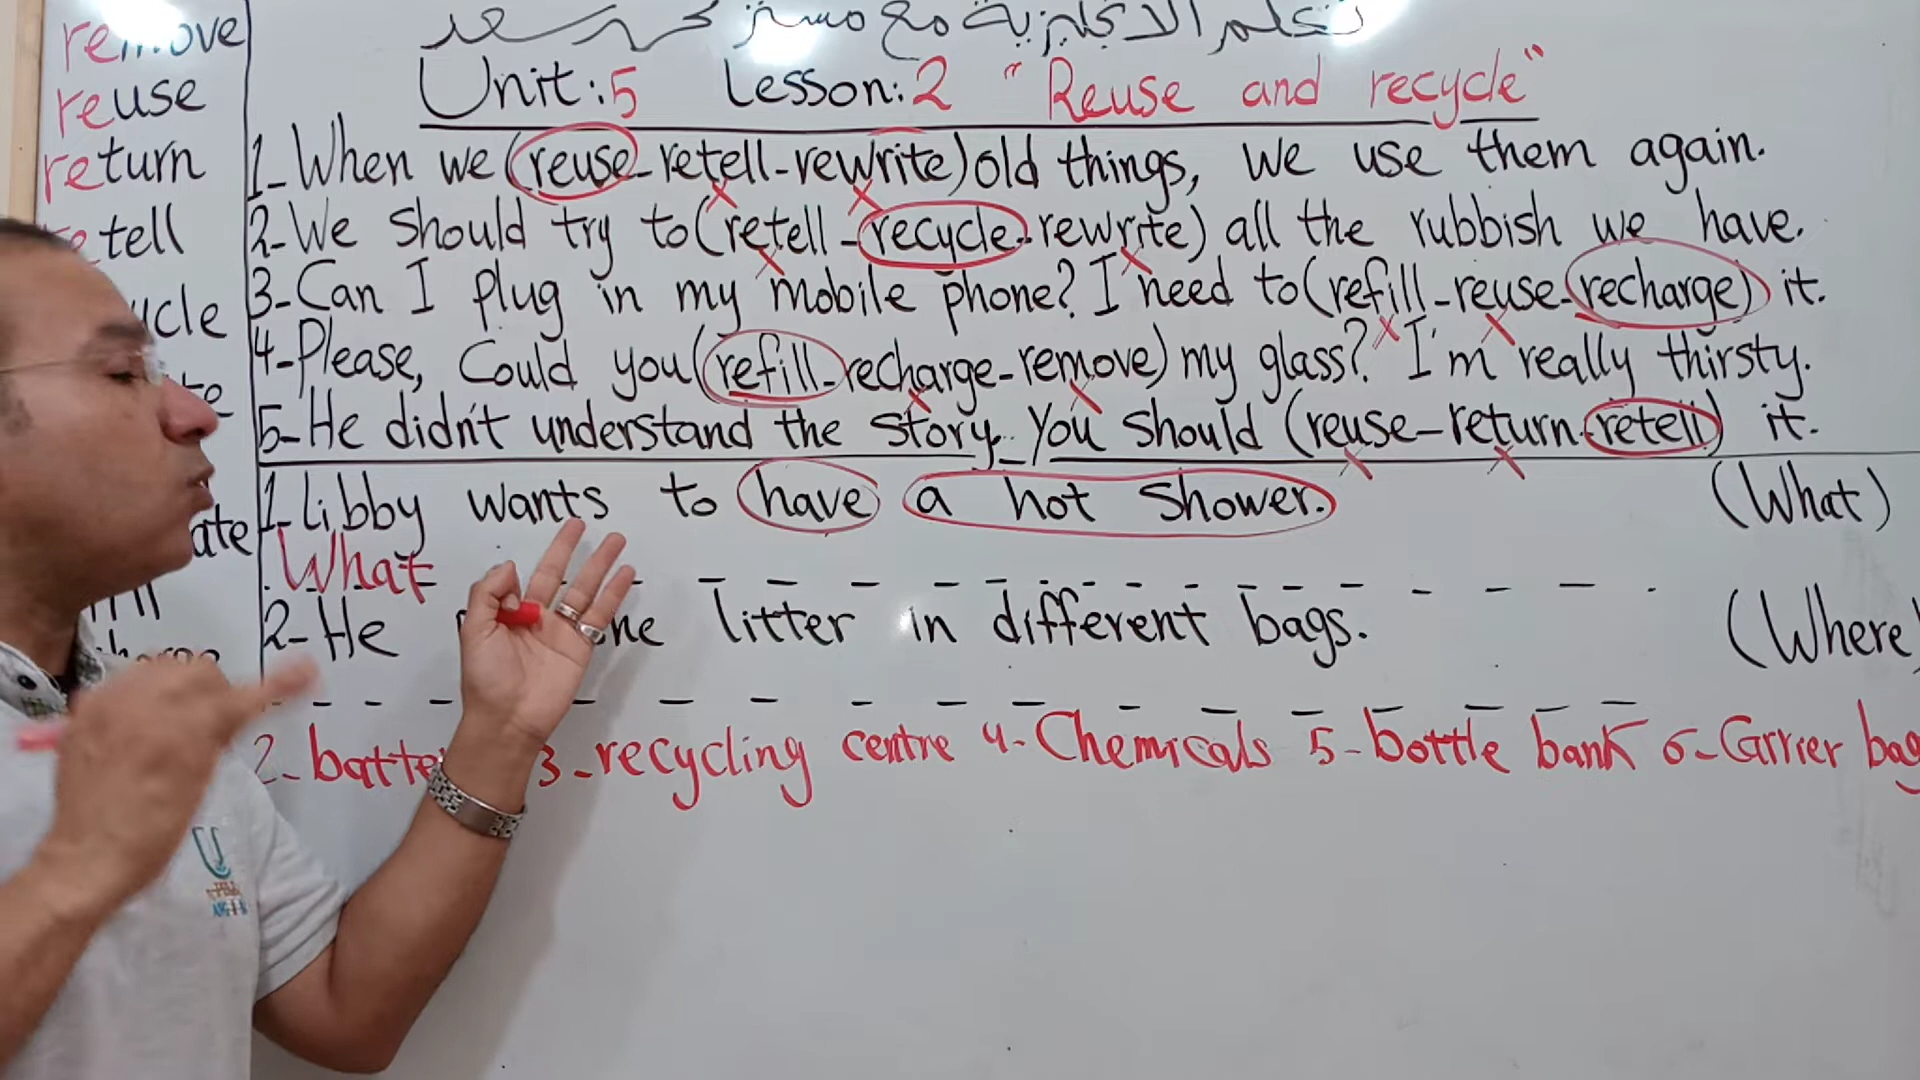 تعلم الانجليزية مع مستر محمد سعد
Unit:5 Lesson:2 "Reuse and recycle"
remove
reuse
return
retell
ycle
te
ate
1-When we (reuse-retell-rewrite) old things, we use them again.
2-We should try to (retell-recycle-rewrite) all the rubbish we have.
3-Can I plug in my mobile phone? I need to (refill-reuse-recharge) it.
4-Please, Could you (refill-recharge-remove) my glass? I'm really thirsty.
5-He didn't understand the story. You should (reuse-return-retell) it.
1-Libby wants to have a hot shower. (What)
What
2-He he litter in different bags. (Where)
2-batte 3-recycling centre 4-Chemicals 5-bottle bank 6-Carrier bag